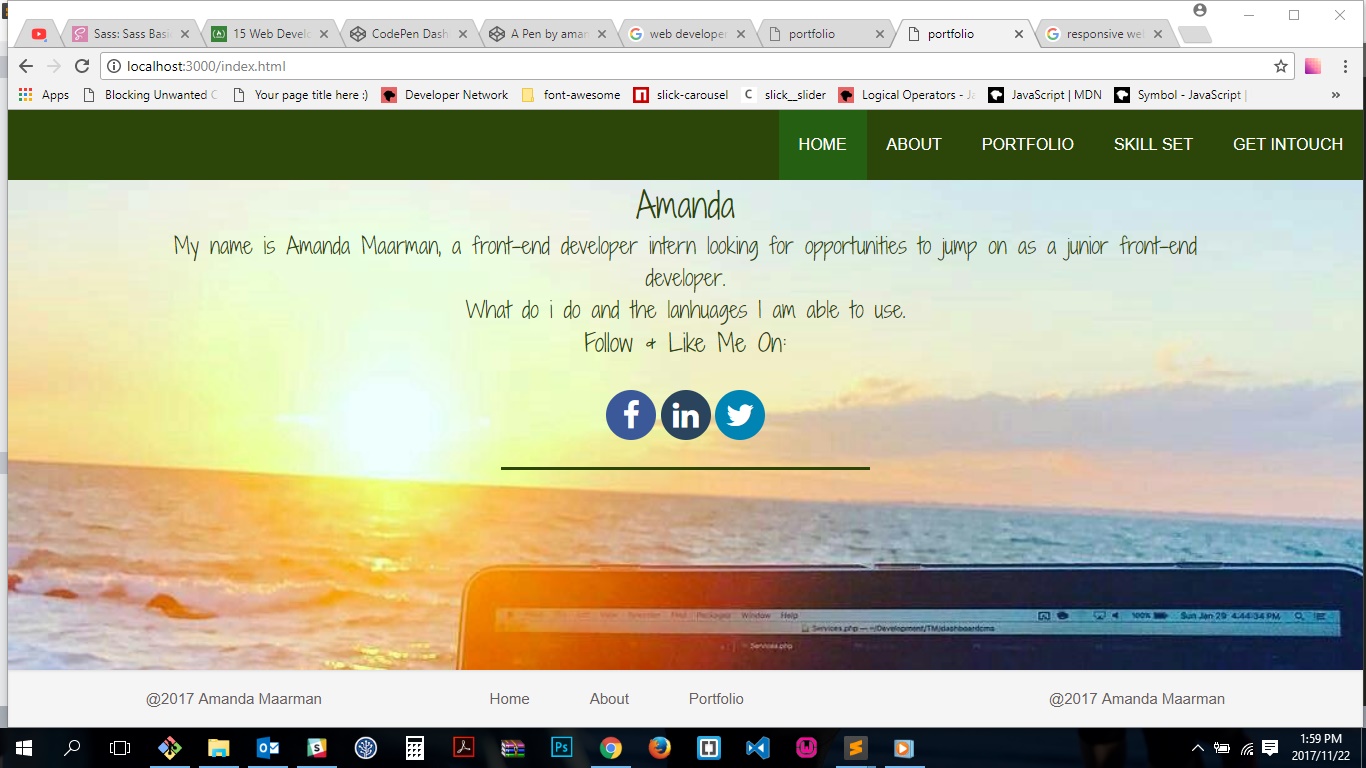 Sass: Sass Basi
15 Web Develo
CodePen Dash
A Pen by aman
web developer
portfolio
portfolio
responsive we
localhost:3000/index.html
Apps Blocking Unwanted C Your page title here :) Developer Network font-awesome slick-carousel C slick__slider Logical Operators - Ja JavaScript | MDN Symbol - JavaScript | »
HOME ABOUT PORTFOLIO SKILL SET GET INTOUCH
Amanda
My name is Amanda Maarman, a front-end developer intern looking for opportunities to jump on as a junior front-end
developer.
What do i do and the lanhuages I am able to use.
Follow & Like Me On:
f in
Window Help 100% Sun Jan 29 4:44:34 PM
Services.php — ~/Development/TM/dashboardcms
Services.php
@2017 Amanda Maarman Home About Portfolio @2017 Amanda Maarman
Ps
1:59 PM
2017/11/22